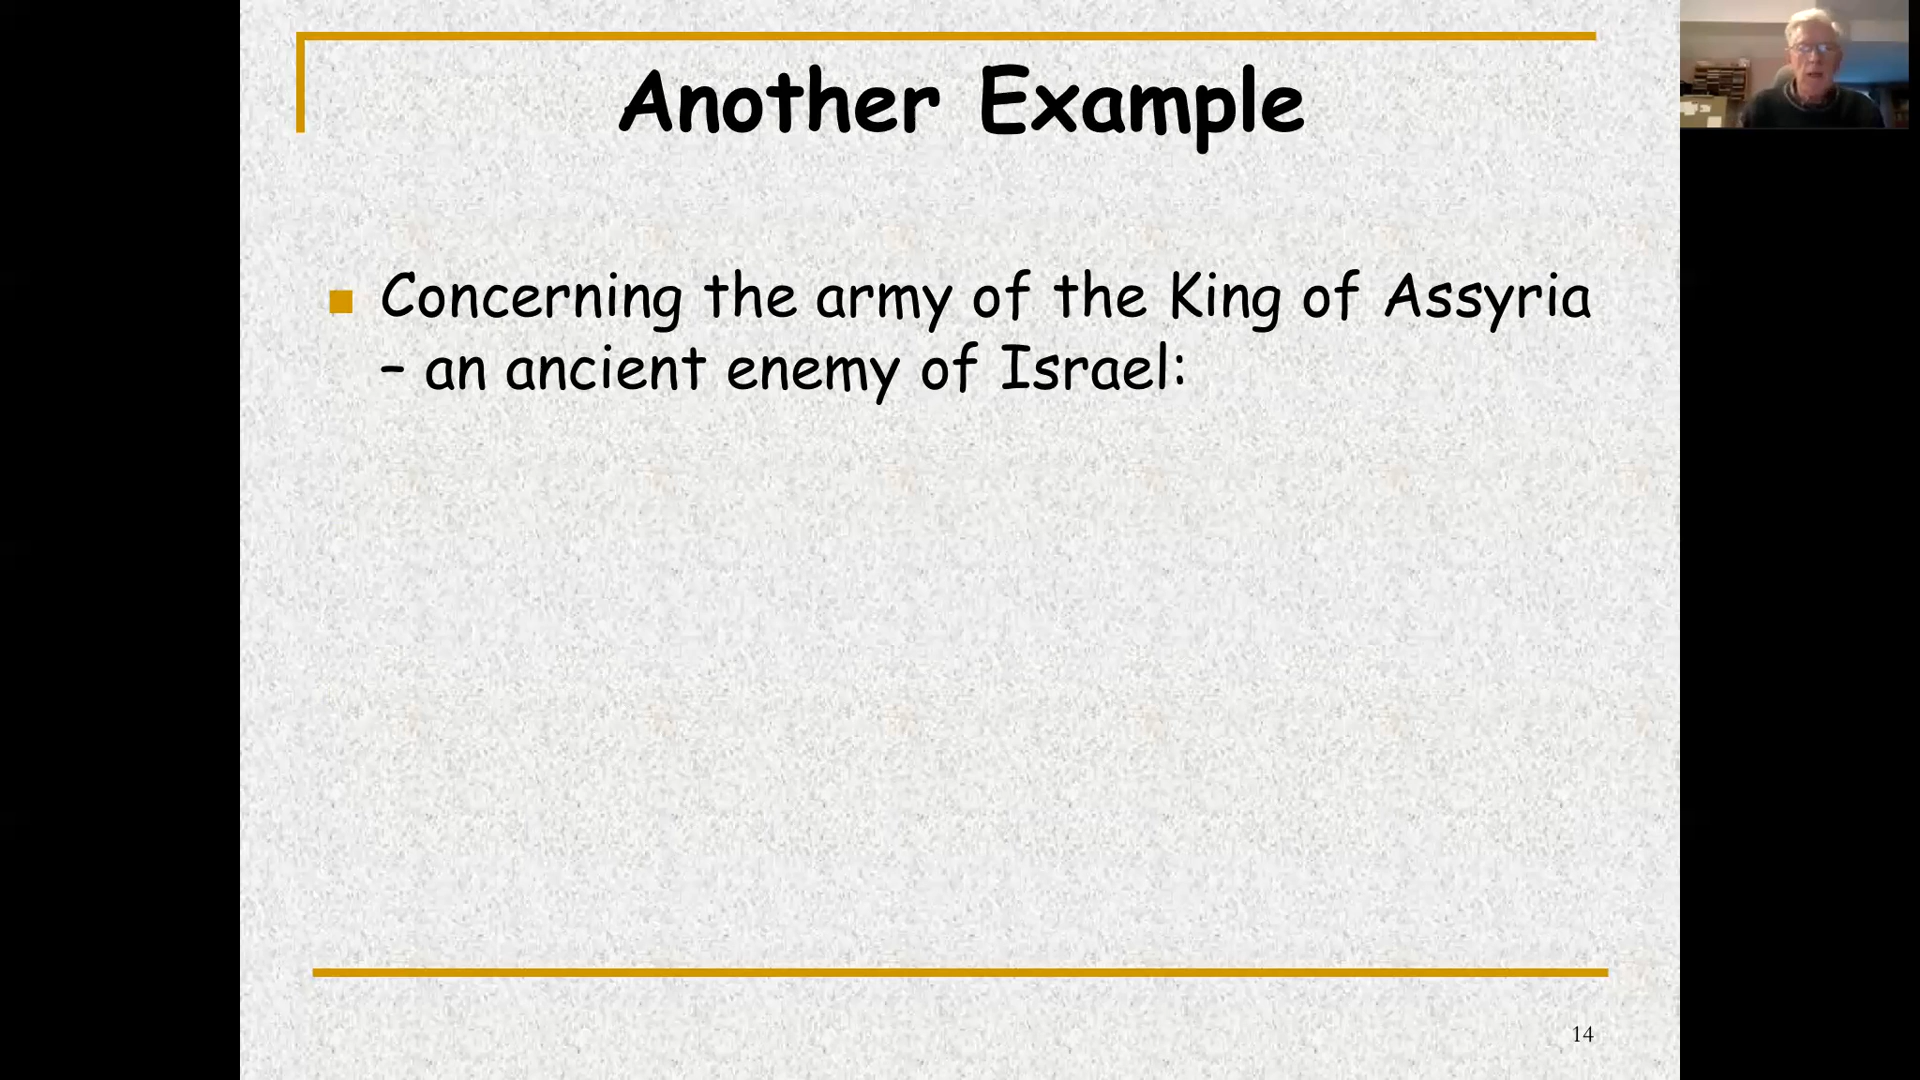 Another Example
Concerning the army of the King of Assyria
– an ancient enemy of Israel:
14